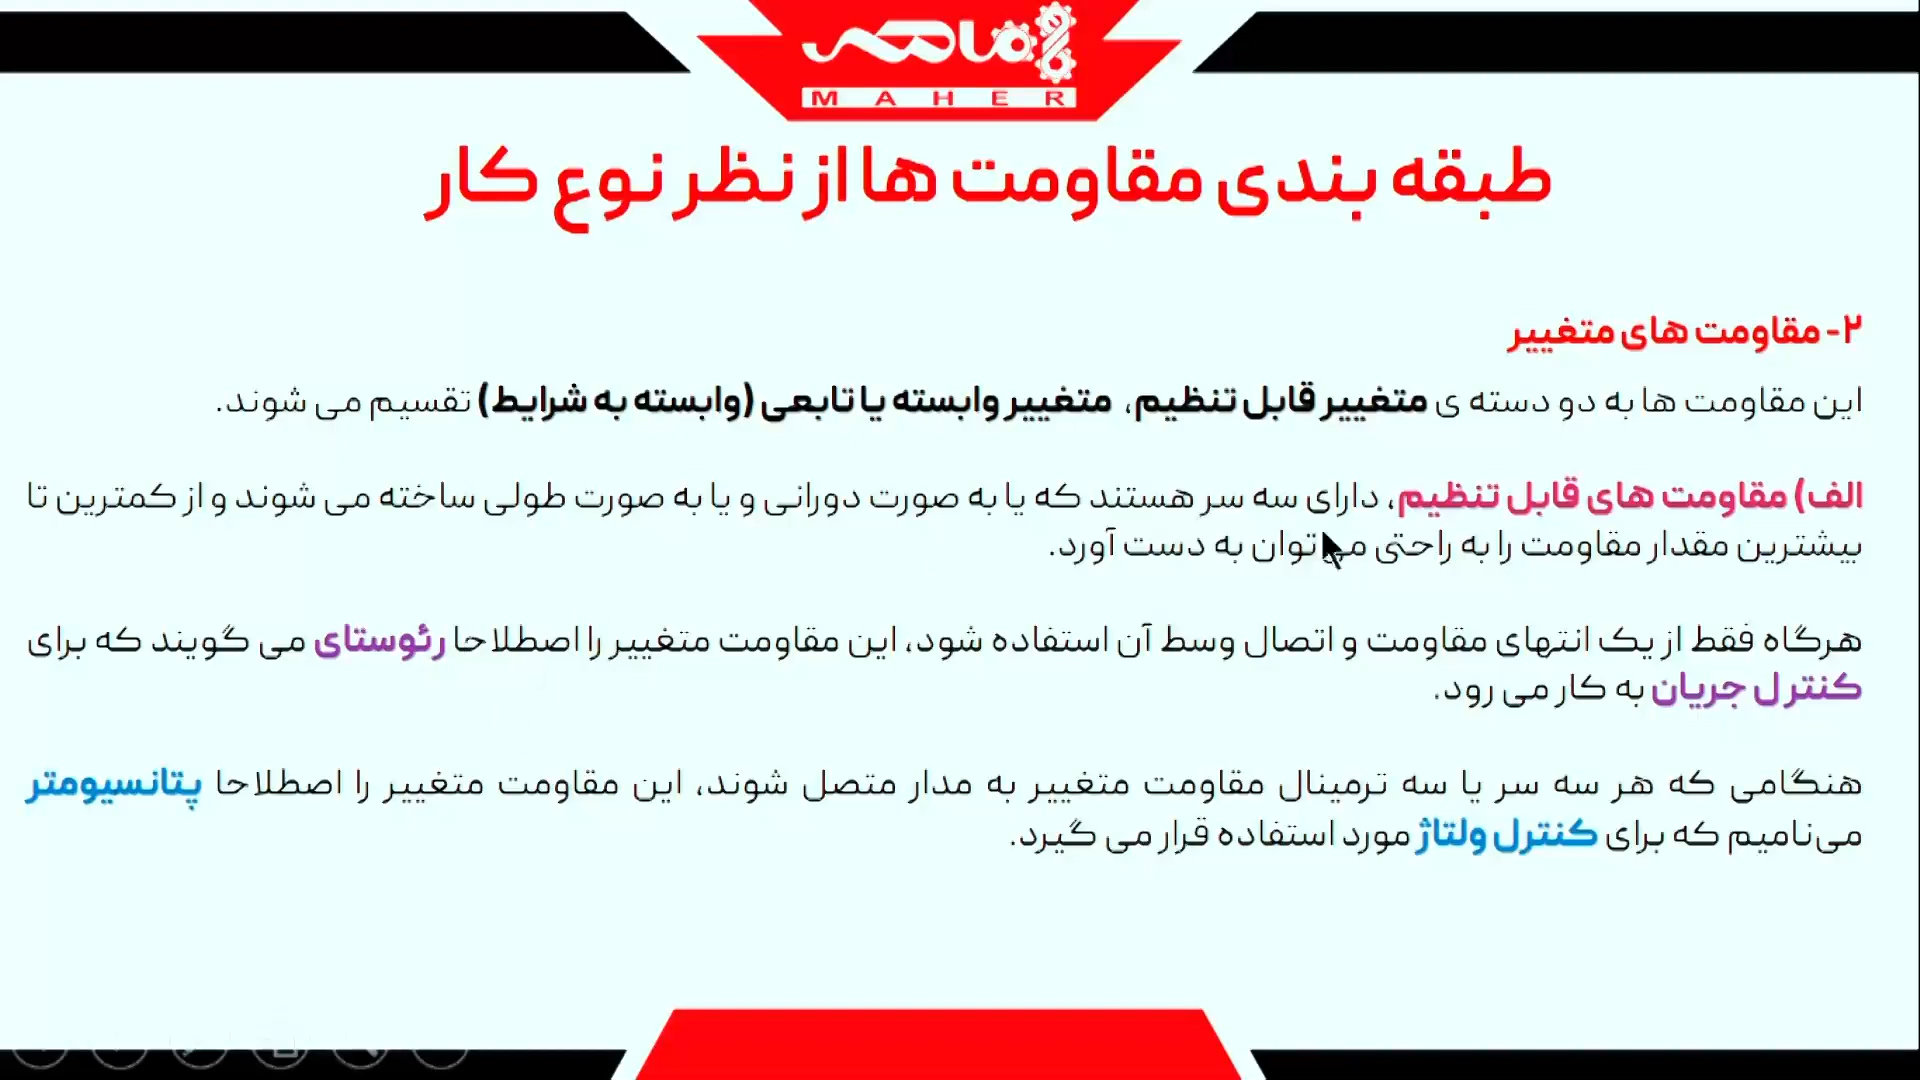 ماهر
MAHER
طبقه بندی مقاومت ها از نظر نوع کار
۲- مقاومت های متغییر
این مقاومت ها به دو دسته ی متغییر قابل تنظیم، متغییر وابسته یا تابعی (وابسته به شرایط) تقسیم می شوند.
الف) مقاومت های قابل تنظیم، دارای سه سر هستند که یا به صورت دورانی و یا به صورت طولی ساخته می شوند و از کمترین تا
بیشترین مقدار مقاومت را به راحتی می‌توان به دست آورد.
هرگاه فقط از یک انتهای مقاومت و اتصال وسط آن استفاده شود، این مقاومت متغییر را اصطلاحا رئوستای می گویند که برای
کنترل جریان به کار می رود.
هنگامی که هر سه سر یا سه ترمینال مقاومت متغییر به مدار متصل شوند، این مقاومت متغییر را اصطلاحا پتانسیومتر
می‌نامیم که برای کنترل ولتاژ مورد استفاده قرار می گیرد.